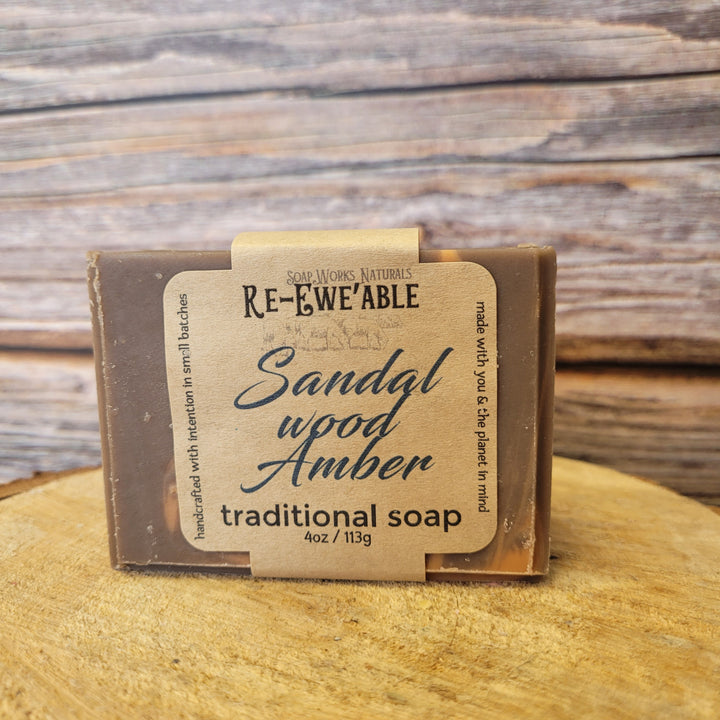 Soap Works Naturals
Re-Ewe'able
Sandal
wood
Amber
traditional soap
4oz / 113g
handcrafted with intention in small batches
made with you & the planet in mind